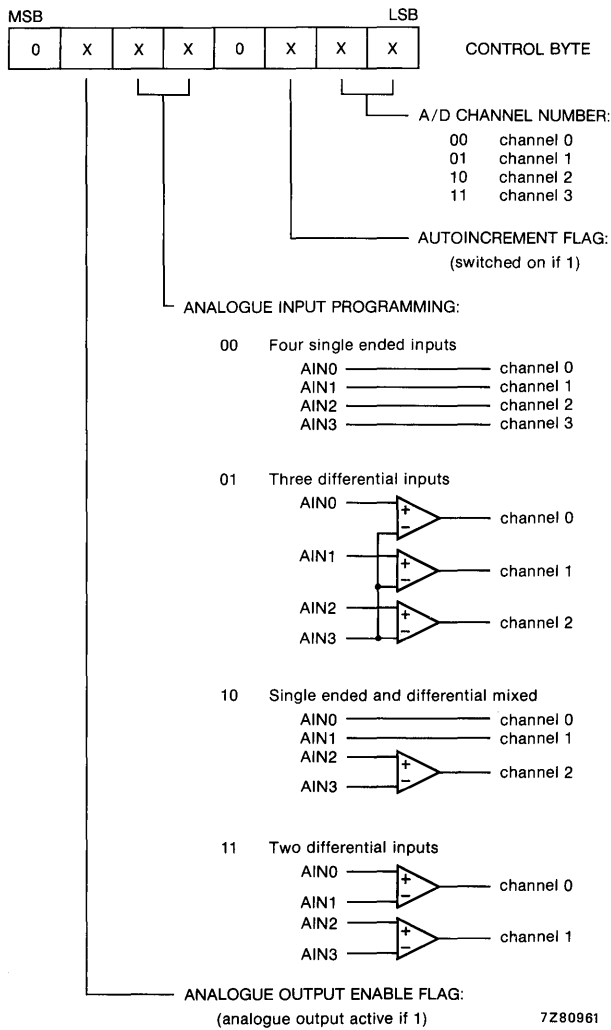 MSB LSB
0 X X X 0 X X X CONTROL BYTE
A/D CHANNEL NUMBER:
00 channel 0
01 channel 1
10 channel 2
11 channel 3
AUTOINCREMENT FLAG:
(switched on if 1)
ANALOGUE INPUT PROGRAMMING:
00 Four single ended inputs
AIN0 channel 0
AIN1 channel 1
AIN2 channel 2
AIN3 channel 3
01 Three differential inputs
AIN0 + − channel 0
AIN1 + − channel 1
AIN2 + − channel 2
AIN3
10 Single ended and differential mixed
AIN0 channel 0
AIN1 channel 1
AIN2 + − channel 2
AIN3
11 Two differential inputs
AIN0 + − channel 0
AIN1
AIN2 + − channel 1
AIN3
ANALOGUE OUTPUT ENABLE FLAG:
(analogue output active if 1) 7Z80961